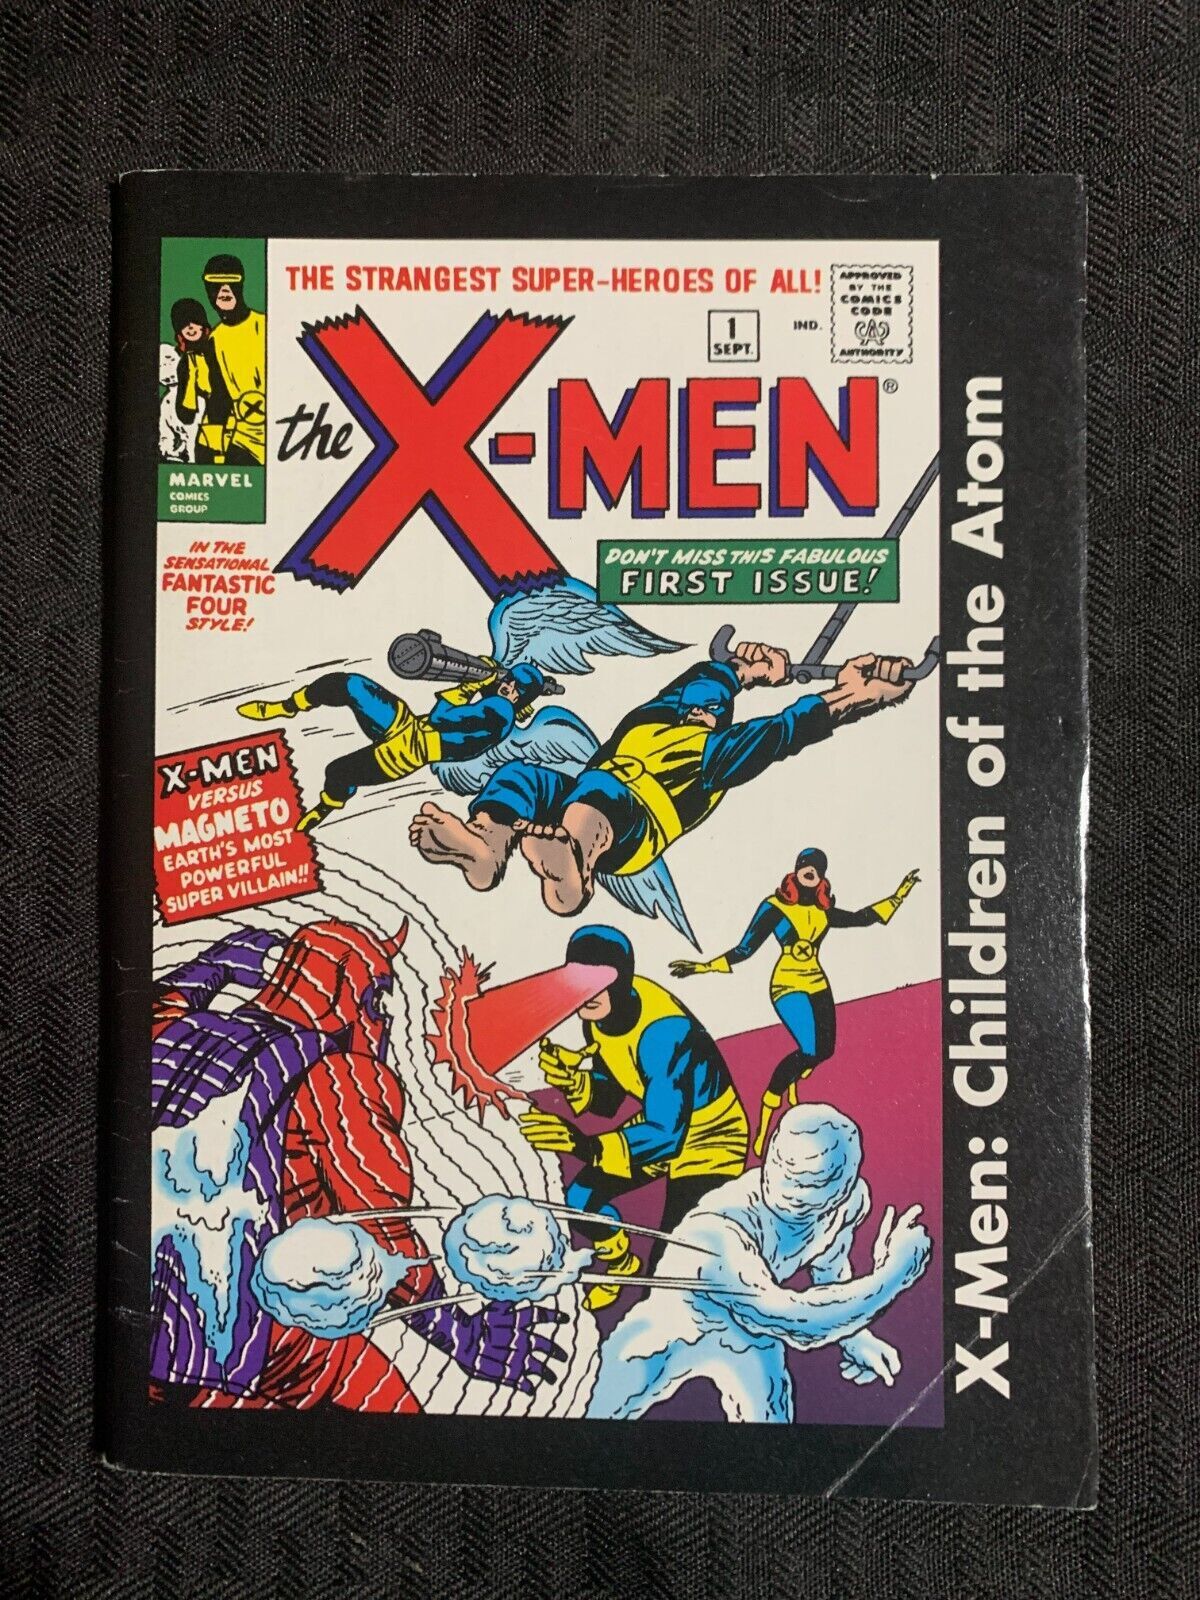 THE STRANGEST SUPER-HEROES OF ALL!
APPROVED
BY THE
COMICS
CODE
CAA
AUTHORITY
1
SEPT.
IND.
the X-MEN®
MARVEL
COMICS
GROUP
IN THE
SENSATIONAL
FANTASTIC
FOUR
STYLE!
DON'T MISS THIS FABULOUS
FIRST ISSUE!
X-MEN
VERSUS
MAGNETO
EARTH'S MOST
POWERFUL
SUPER VILLAIN!!
X-Men: Children of the Atom